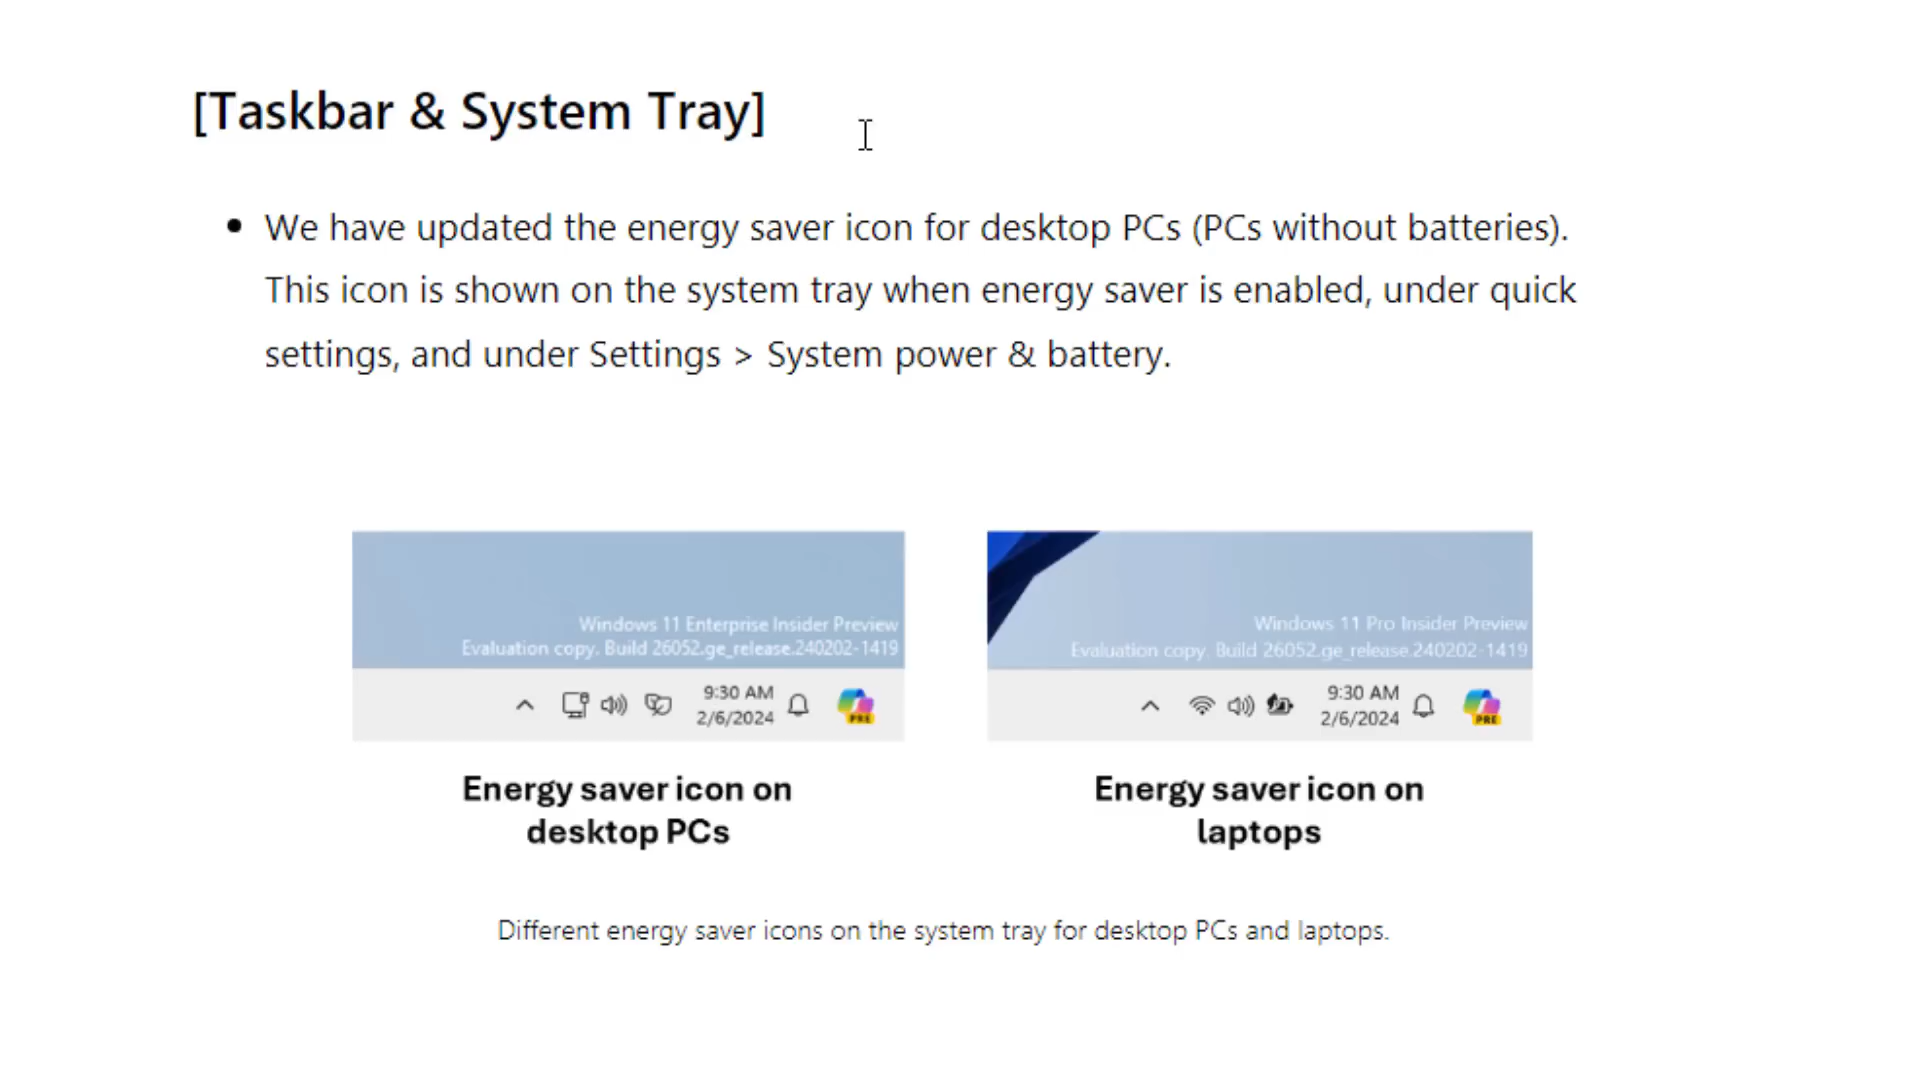 [Taskbar & System Tray]
We have updated the energy saver icon for desktop PCs (PCs without batteries).
This icon is shown on the system tray when energy saver is enabled, under quick
settings, and under Settings > System power & battery.
Windows 11 Enterprise Insider Preview
Evaluation copy. Build 26052.ge_release.240202-1419
9:30 AM
2/6/2024
PRE
Energy saver icon on
desktop PCs
Windows 11 Pro Insider Preview
Evaluation copy. Build 26052.ge_release.240202-1419
9:30 AM
2/6/2024
PRE
Energy saver icon on
laptops
Different energy saver icons on the system tray for desktop PCs and laptops.